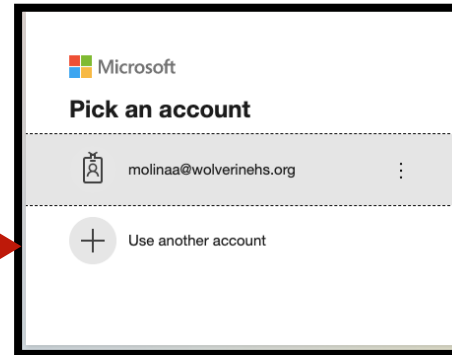 Microsoft
Pick an account
molinaa@wolverinehs.org
Use another account